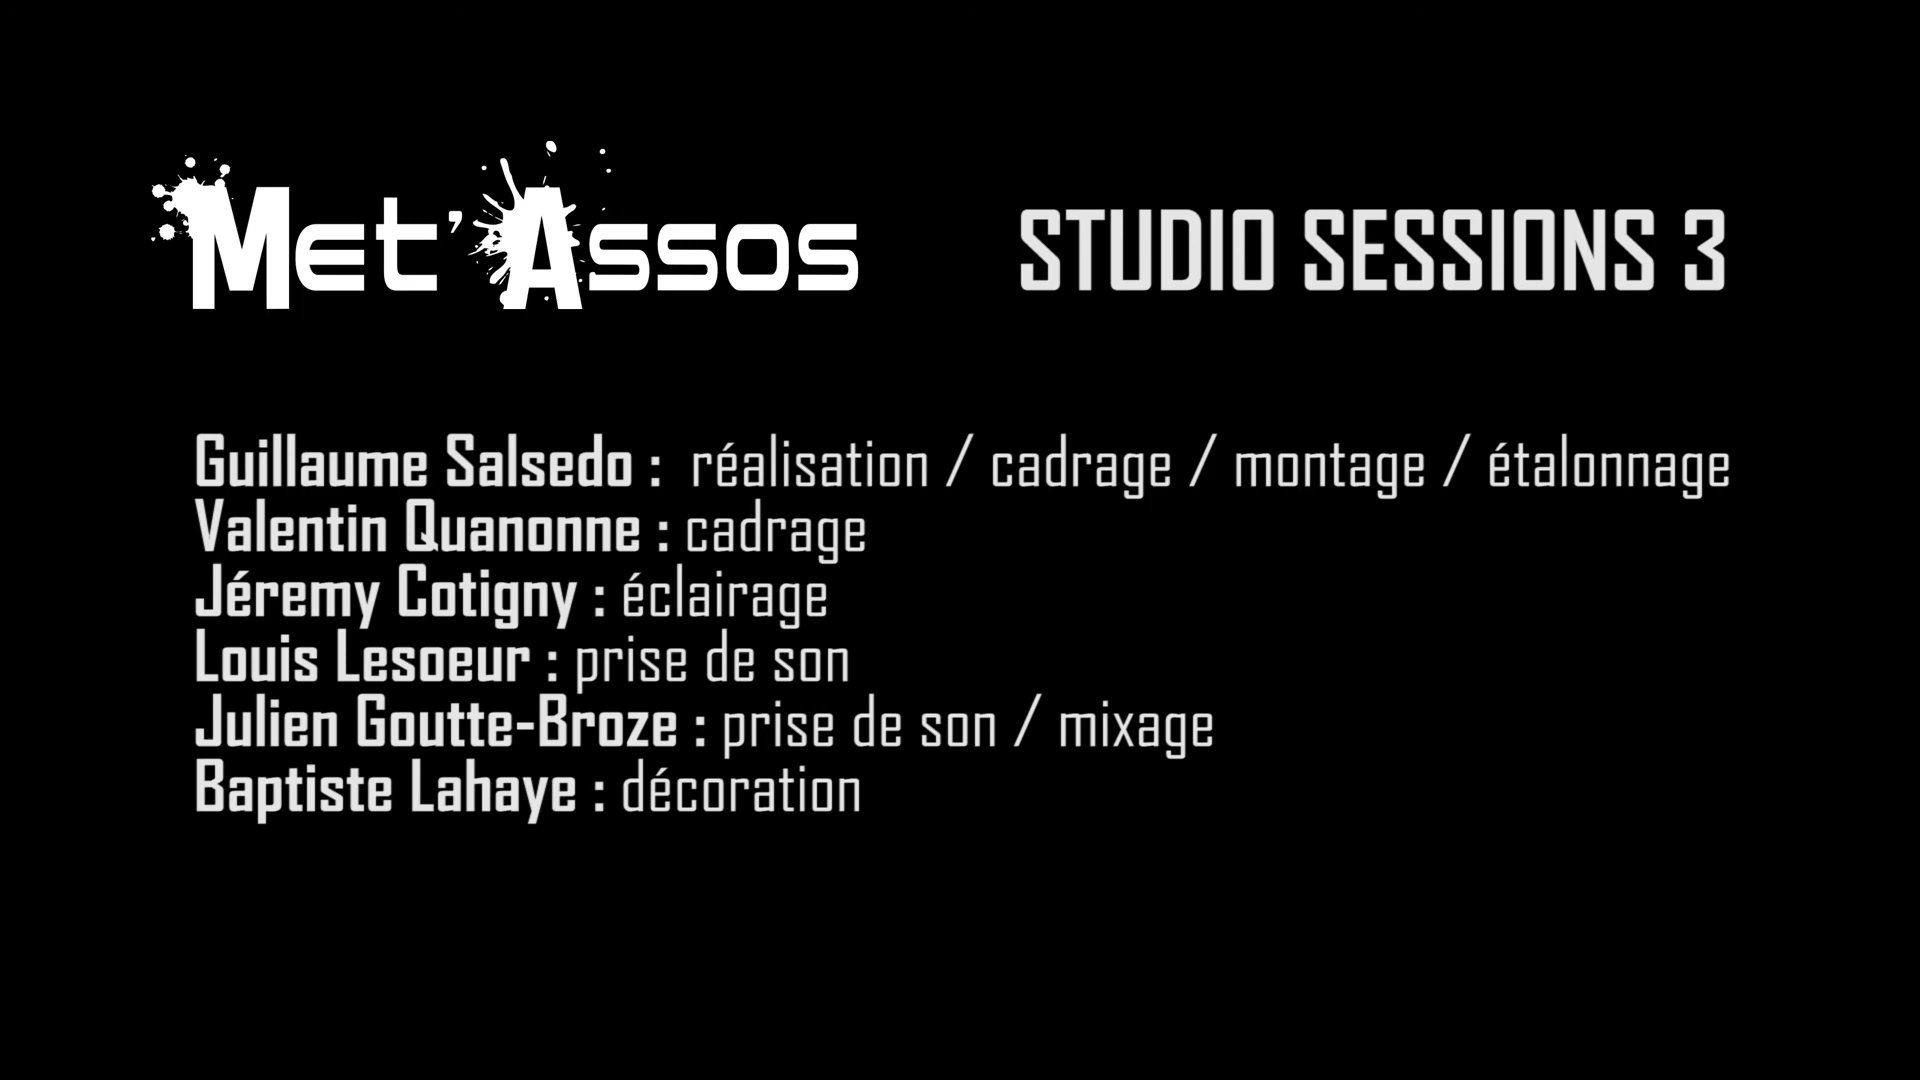 Met'Assos
STUDIO SESSIONS 3
Guillaume Salsedo : réalisation / cadrage / montage / étalonnage
Valentin Quanonne : cadrage
Jéremy Cotigny : éclairage
Louis Lesoeur : prise de son
Julien Goutte-Broze : prise de son / mixage
Baptiste Lahaye : décoration